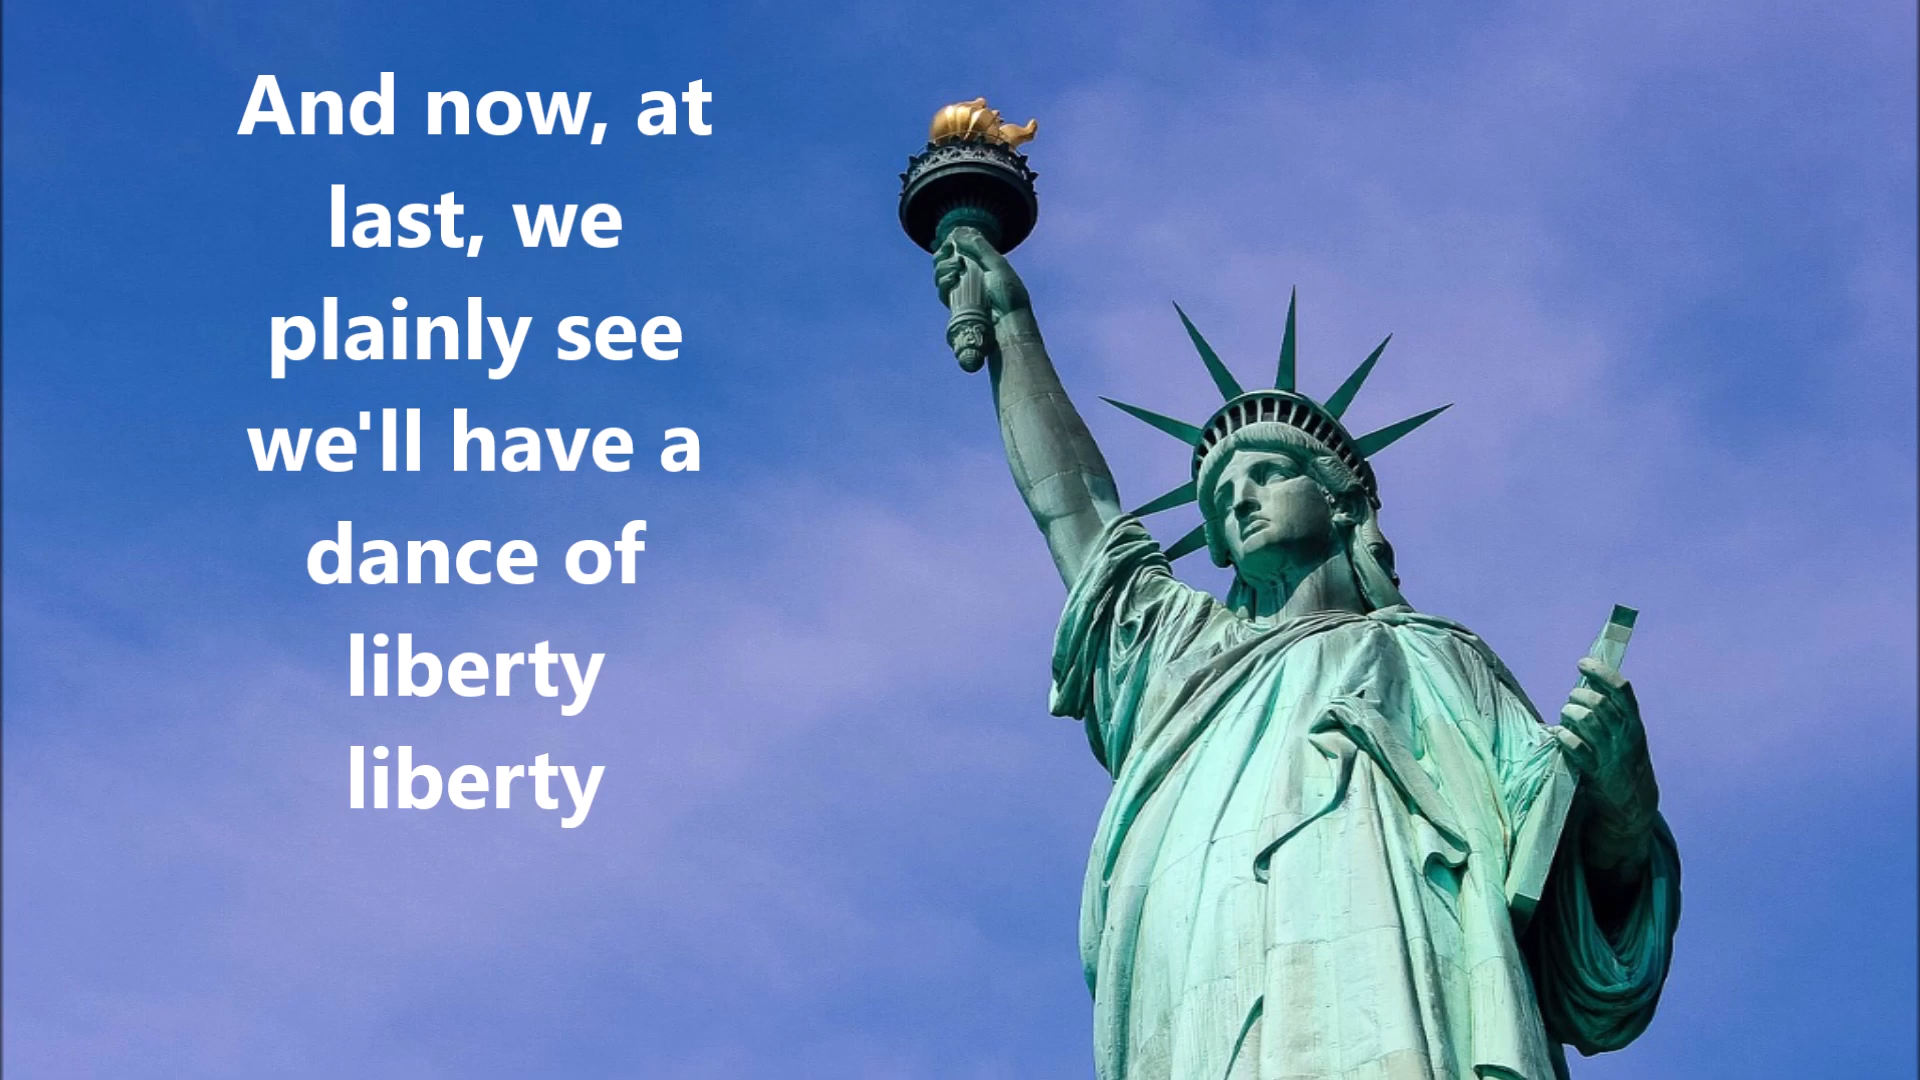 And now, at
last, we
plainly see
we'll have a
dance of
liberty
liberty